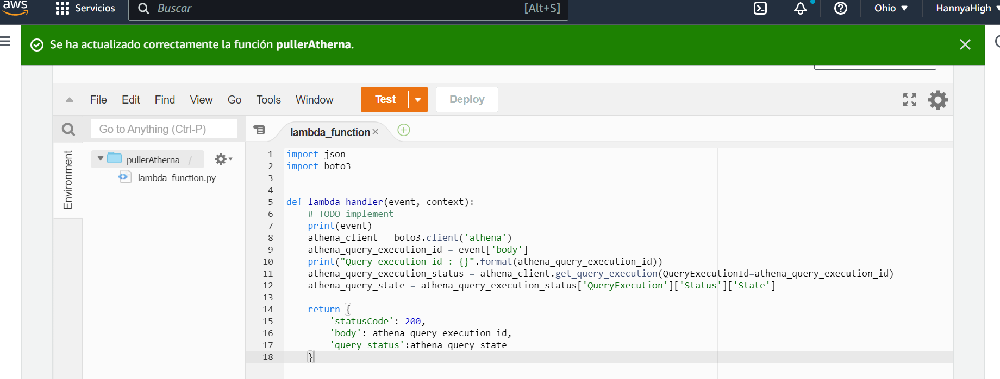 aws
Servicios
Buscar
[Alt+S]
Ohio
HannyaHigh
Se ha actualizado correctamente la función pullerAtherna.
File Edit Find View Go Tools Window
Test
Deploy
Go to Anything (Ctrl-P)
lambda_function
Environment
pullerAtherna - /
lambda_function.py
1 import json
2 import boto3
3
4
5 def lambda_handler(event, context):
6     # TODO implement
7     print(event)
8     athena_client = boto3.client('athena')
9     athena_query_execution_id = event['body']
10     print("Query execution id : {}".format(athena_query_execution_id))
11     athena_query_execution_status = athena_client.get_query_execution(QueryExecutionId=athena_query_execution_id)
12     athena_query_state = athena_query_execution_status['QueryExecution']['Status']['State']
13
14     return {
15         'statusCode': 200,
16         'body': athena_query_execution_id,
17         'query_status':athena_query_state
18     }